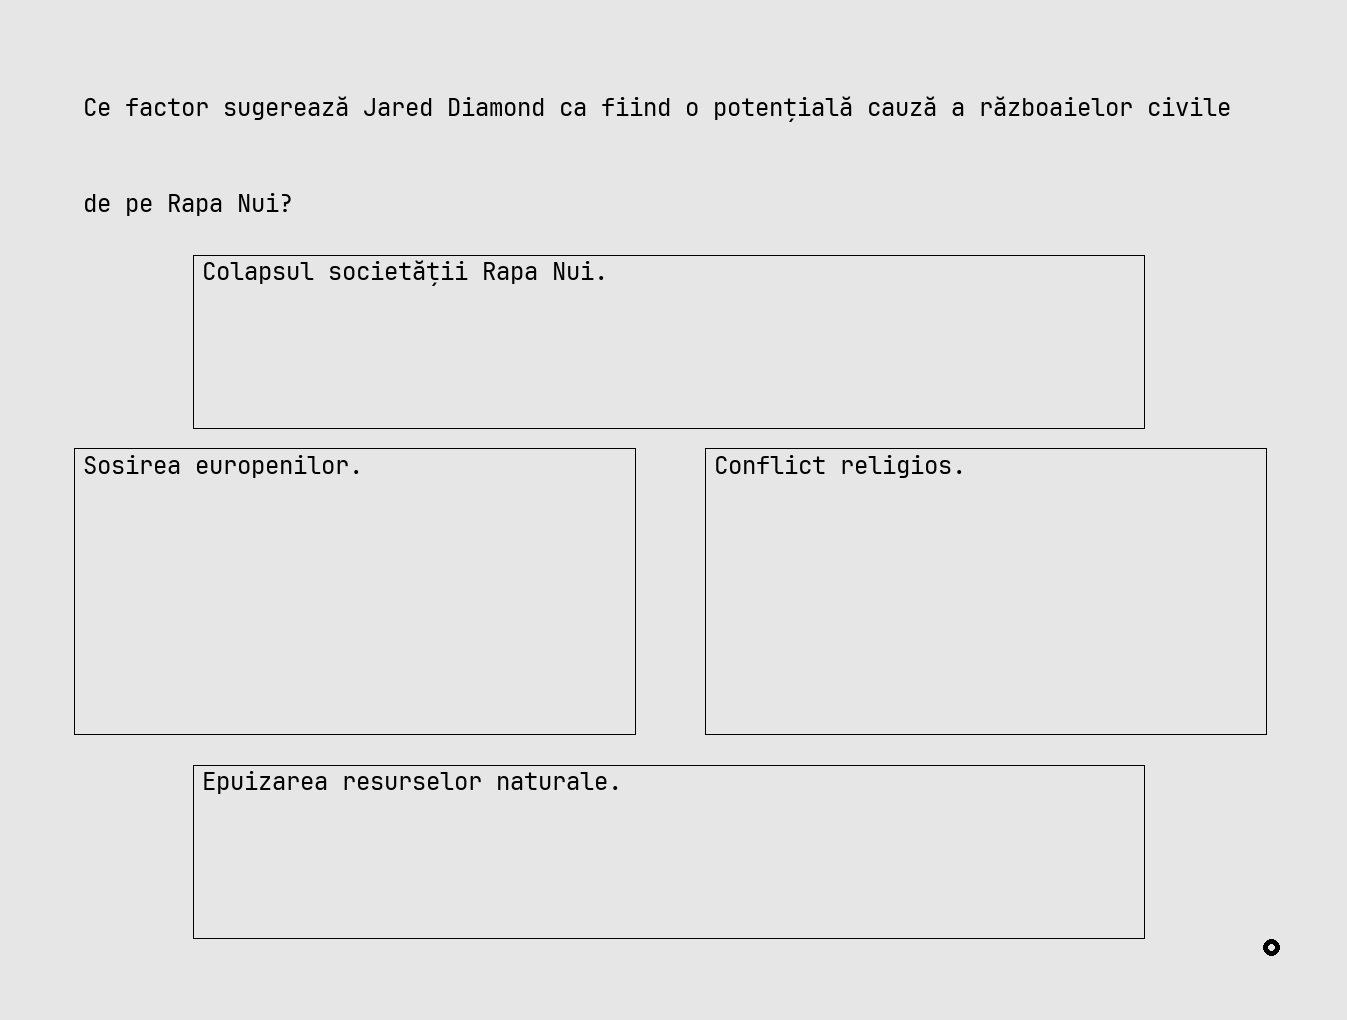 Ce factor sugerează Jared Diamond ca fiind o potențială cauză a războaielor civile
de pe Rapa Nui?
Colapsul societății Rapa Nui.
Sosirea europenilor.
Conflict religios.
Epuizarea resurselor naturale.